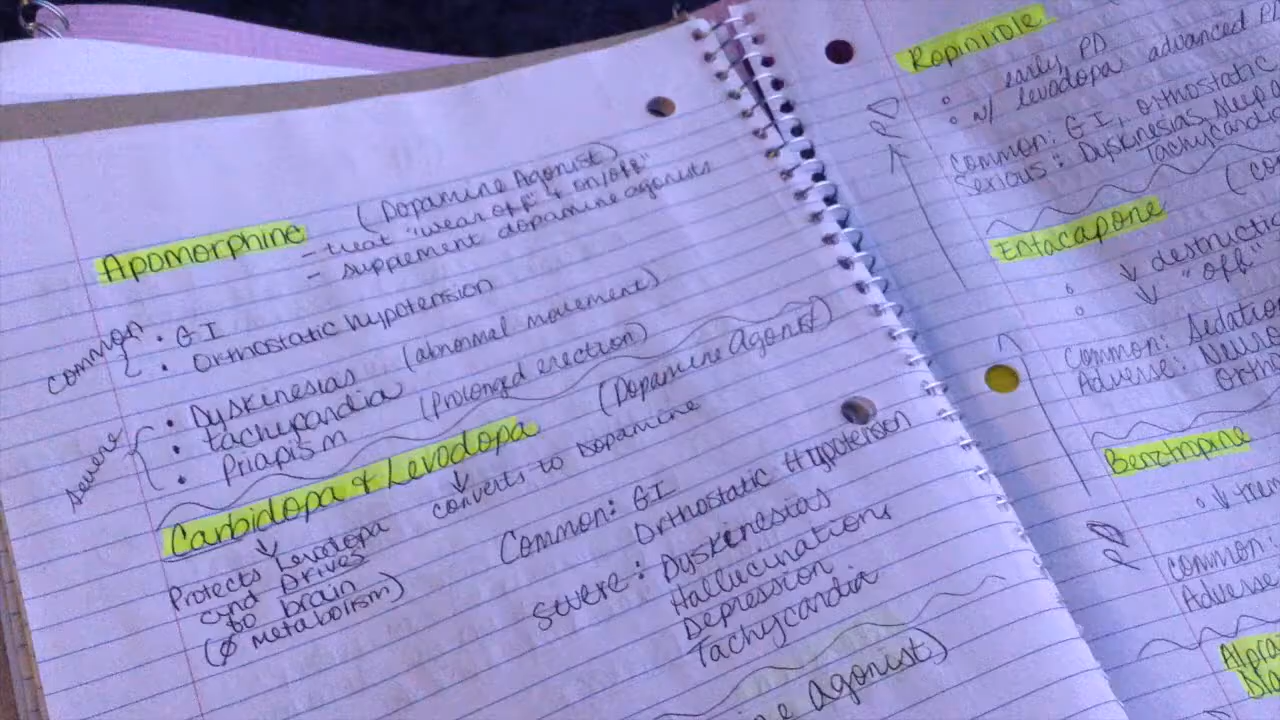 Apomorphine (Dopamine Agonist)
- treat "wear off" + on/off"
- supplement dopamine agonists
common { • GI
• Orthostatic hypotension
severe { • Dyskinesias (abnormal movement)
• tachycardia
• Priapism (Prolonged erection)
Carbidopa + Levodopa (Dopamine Agonist)
↓ converts to Dopamine
↓
Protects Levodopa
and Drives
to brain
(Ø metabolism)
Common: GI
Orthostatic Hypotension
Severe: Dyskinesias
Hallucinations
Depression
Tachycardia
agonist)
Ropinirole
◦ early PD
◦ w/ levodopa advanced
PD
Common: GI, orthostatic
Serious: Dyskinesias, sleep
Tachycardia
Entacapone
◦ ↓
◦ ↓ "off"
Common:
Adverse:
Benztropine
PD
◦ ↓
common:
Adverse